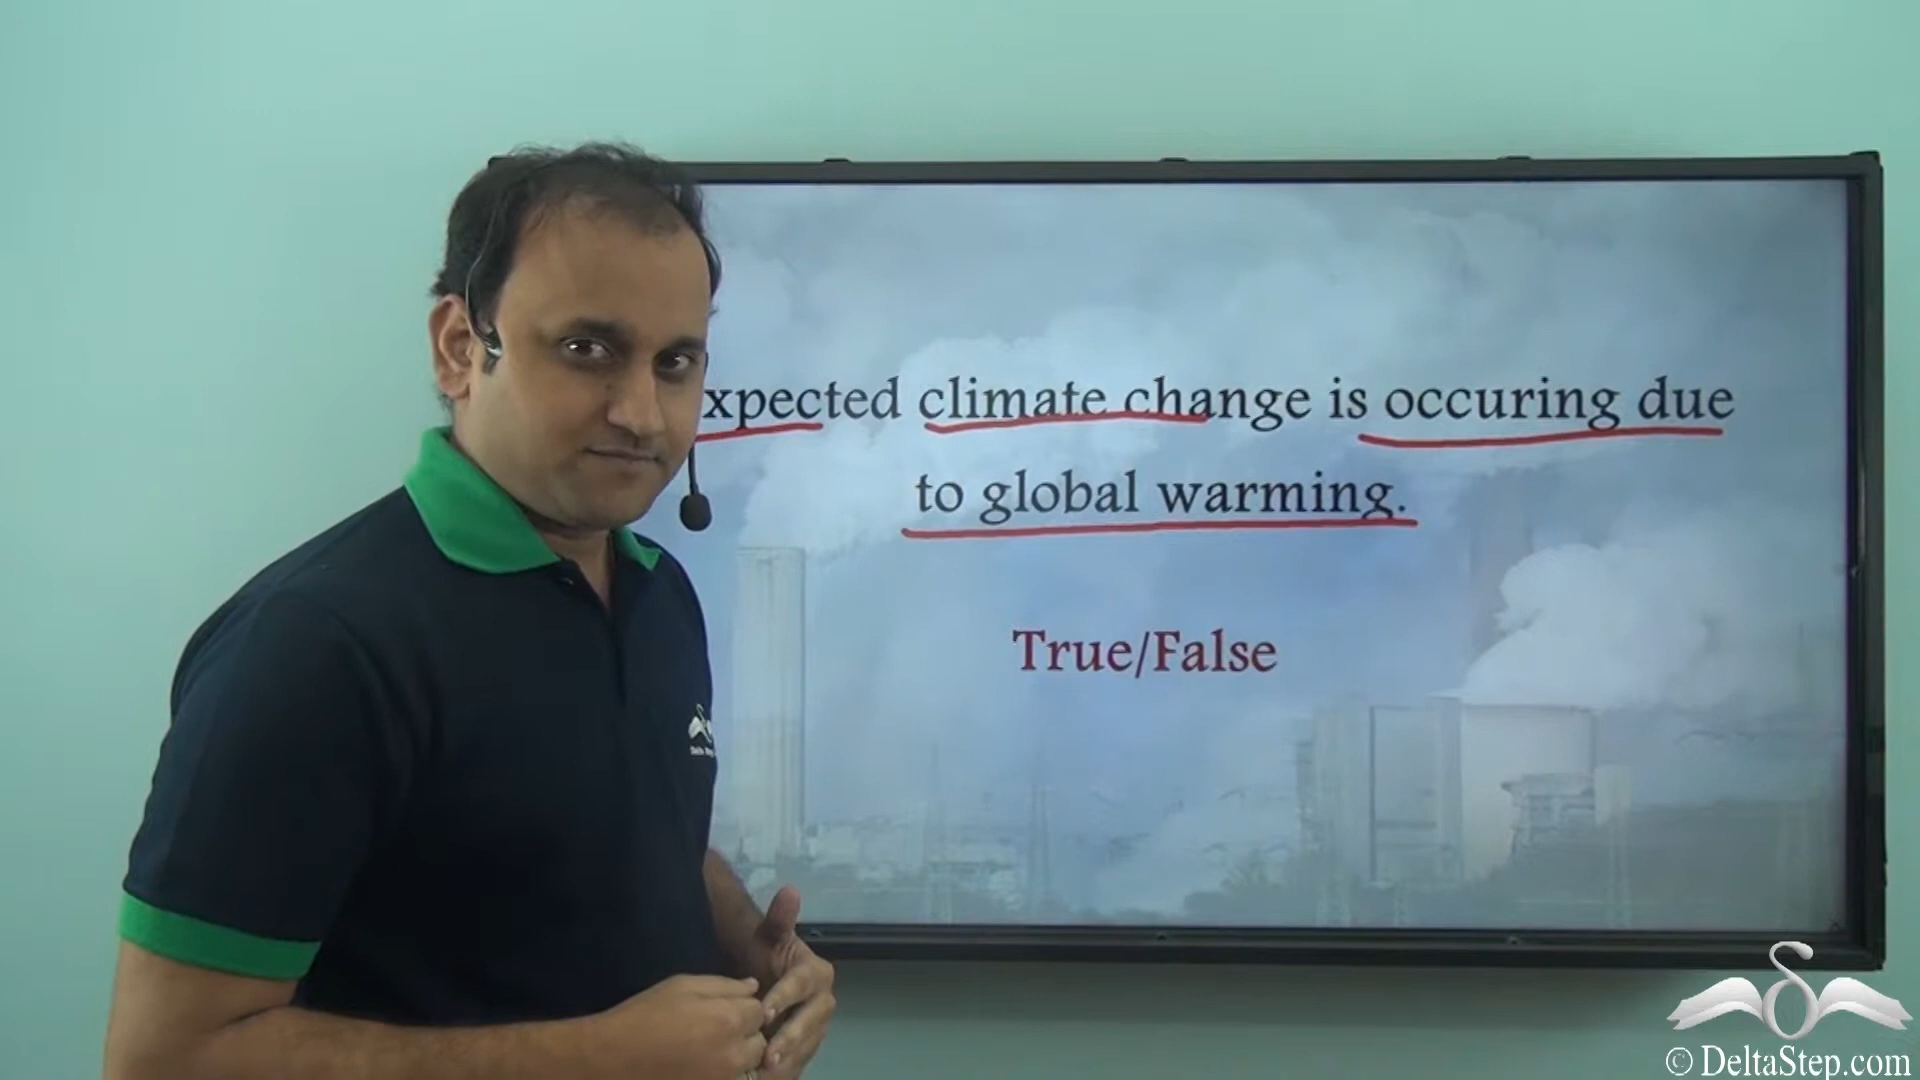 xpected climate change is occuring due
to global warming.
True/False
© DeltaStep.com